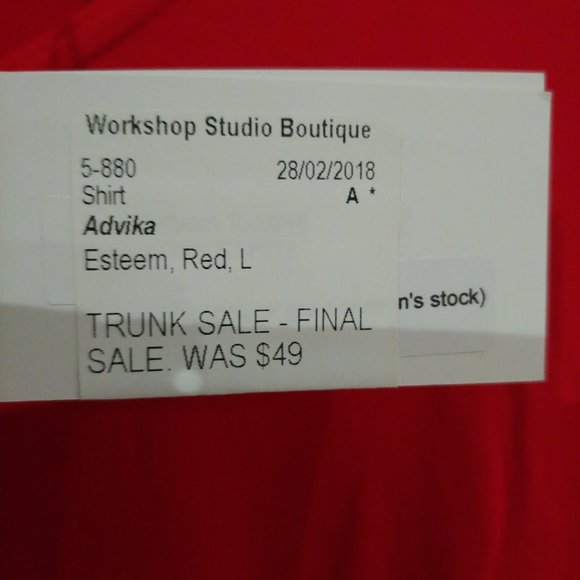 Workshop Studio Boutique
5-880 28/02/2018
Shirt A *
Advika
Esteem, Red, L
n's stock)
TRUNK SALE - FINAL
SALE. WAS $49